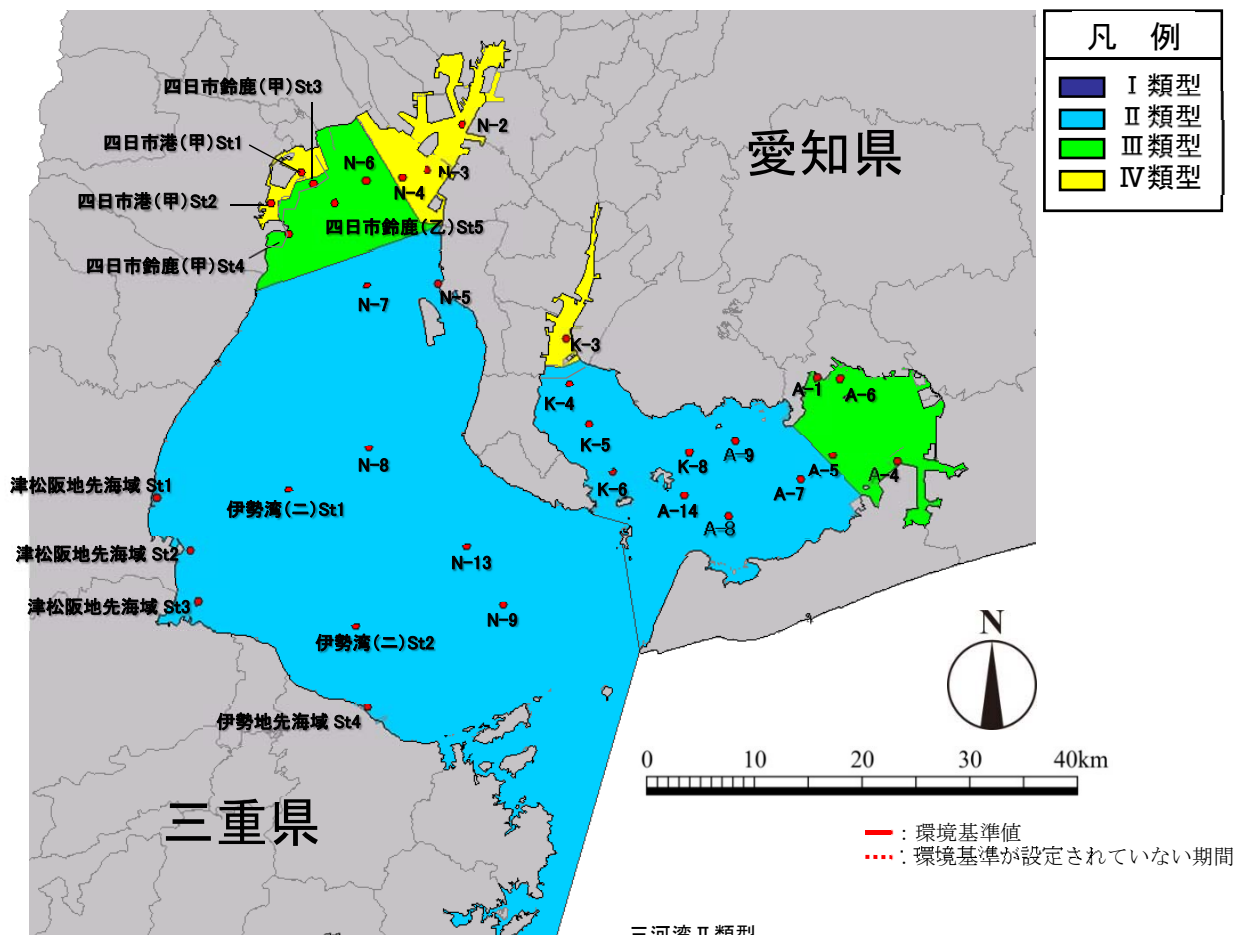 凡 例
Ⅰ類型
Ⅱ類型
Ⅲ類型
Ⅳ類型
四日市鈴鹿(甲)St3
四日市港(甲)St1
四日市港(甲)St2
四日市鈴鹿(甲)St4
四日市鈴鹿(乙)St5
N-2
N-3
N-4
N-6
愛知県
N-7
N-5
K-3
K-4
A-1
A-6
K-5
N-8
K-8
A-9
A-5
A-4
K-6
A-7
A-14
A-8
津松阪地先海域 St1
伊勢湾(二)St1
津松阪地先海域 St2
N-13
津松阪地先海域 St3
N-9
伊勢湾(二)St2
伊勢地先海域 St4
三重県
N
0 10 20 30 40km
:環境基準値
:環境基準が設定されていない期間
三河湾Ⅱ類型